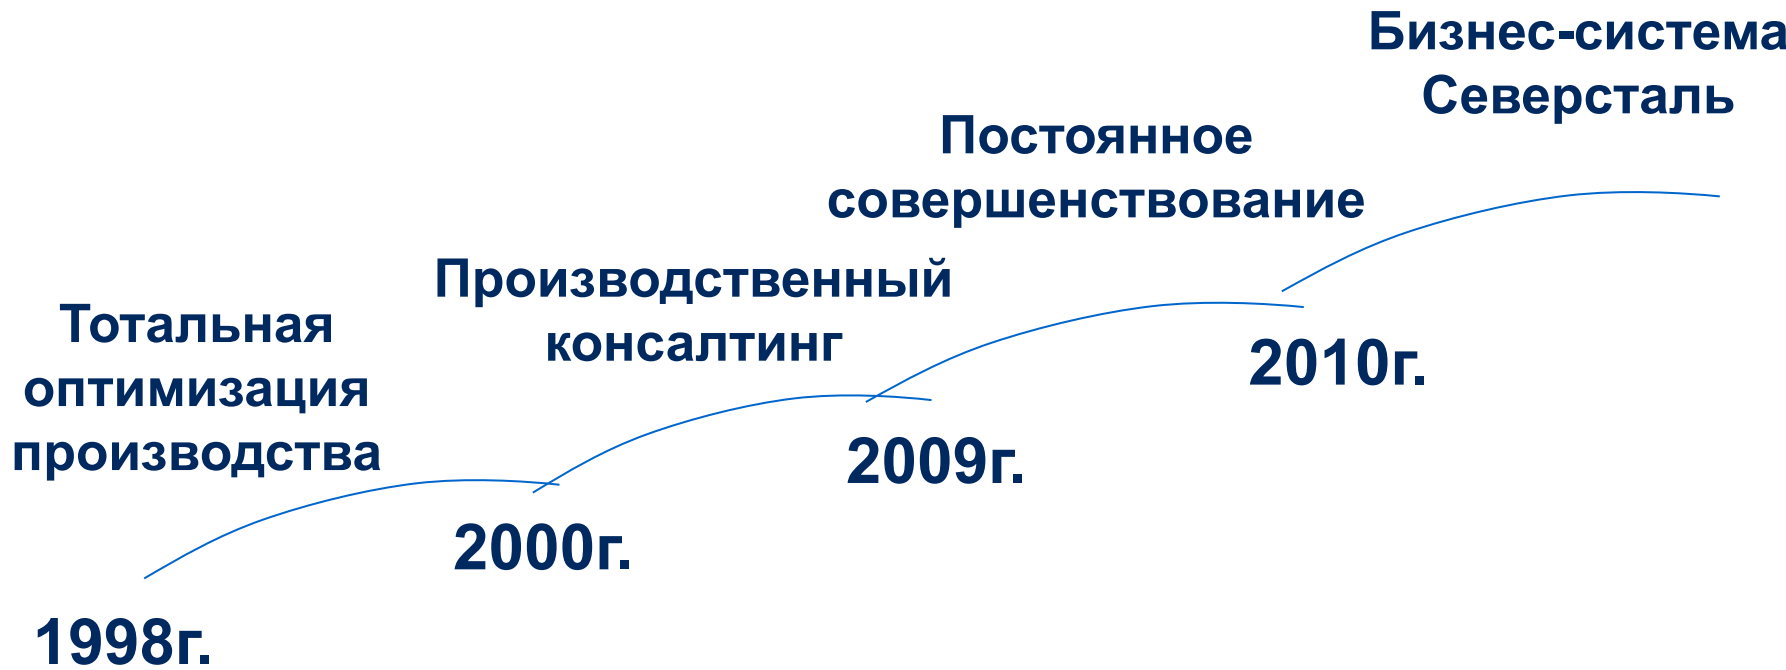 Бизнес-система
Северсталь
Постоянное
совершенствование
Производственный
консалтинг
Тотальная
оптимизация
производства
2010г.
2009г.
2000г.
1998г.